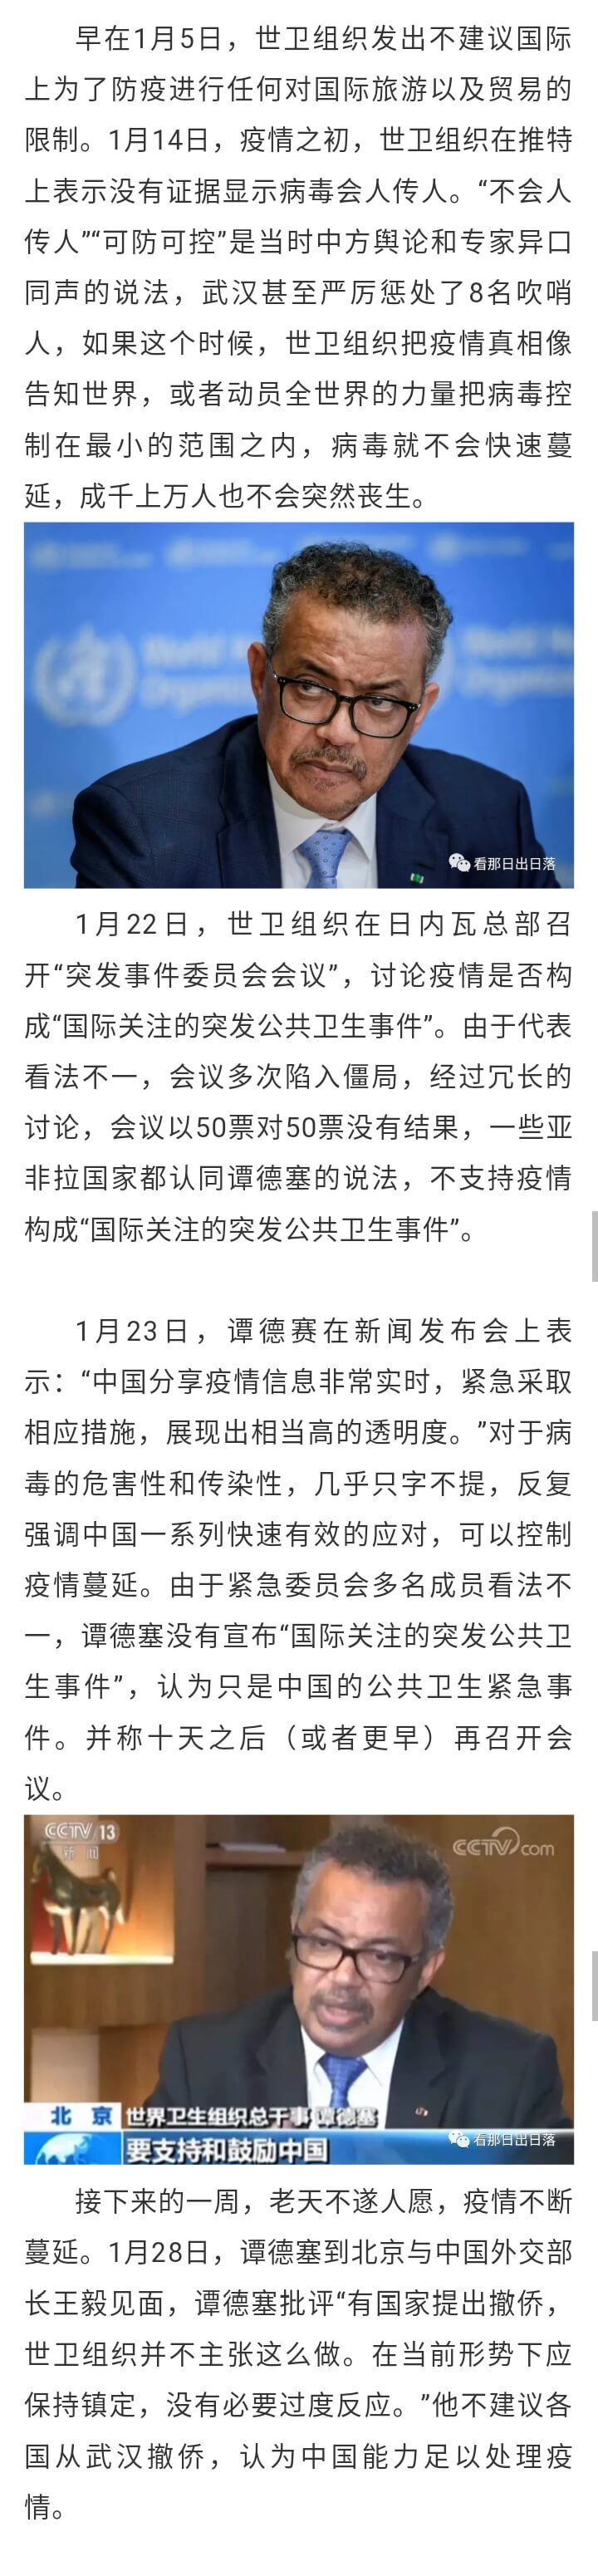 早在1月5日，世卫组织发出不建议国际
上为了防疫进行任何对国际旅游以及贸易的
限制。1月14日，疫情之初，世卫组织在推特
上表示没有证据显示病毒会人传人。“不会人
传人”“可防可控”是当时中方舆论和专家异口
同声的说法，武汉甚至严厉惩处了8名吹哨
人，如果这个时候，世卫组织把疫情真相像
告知世界，或者动员全世界的力量把病毒控
制在最小的范围之内，病毒就不会快速蔓
延，成千上万人也不会突然丧生。
看那日出日落
1月22日，世卫组织在日内瓦总部召
开“突发事件委员会会议”，讨论疫情是否构
成“国际关注的突发公共卫生事件”。由于代表
看法不一，会议多次陷入僵局，经过冗长的
讨论，会议以50票对50票没有结果，一些亚
非拉国家都认同谭德塞的说法，不支持疫情
构成“国际关注的突发公共卫生事件”。
1月23日，谭德赛在新闻发布会上表
示：“中国分享疫情信息非常实时，紧急采取
相应措施，展现出相当高的透明度。”对于病
毒的危害性和传染性，几乎只字不提，反复
强调中国一系列快速有效的应对，可以控制
疫情蔓延。由于紧急委员会多名成员看法不
一，谭德塞没有宣布“国际关注的突发公共卫
生事件”，认为只是中国的公共卫生紧急事
件。并称十天之后（或者更早）再召开会
议。
CCTV 13
新闻
CCTV.com
北京 世界卫生组织总干事 谭德塞
要支持和鼓励中国
看那日出日落
接下来的一周，老天不遂人愿，疫情不断
蔓延。1月28日，谭德塞到北京与中国外交部
长王毅见面，谭德塞批评“有国家提出撤侨，
世卫组织并不主张这么做。在当前形势下应
保持镇定，没有必要过度反应。”他不建议各
国从武汉撤侨，认为中国能力足以处理疫
情。